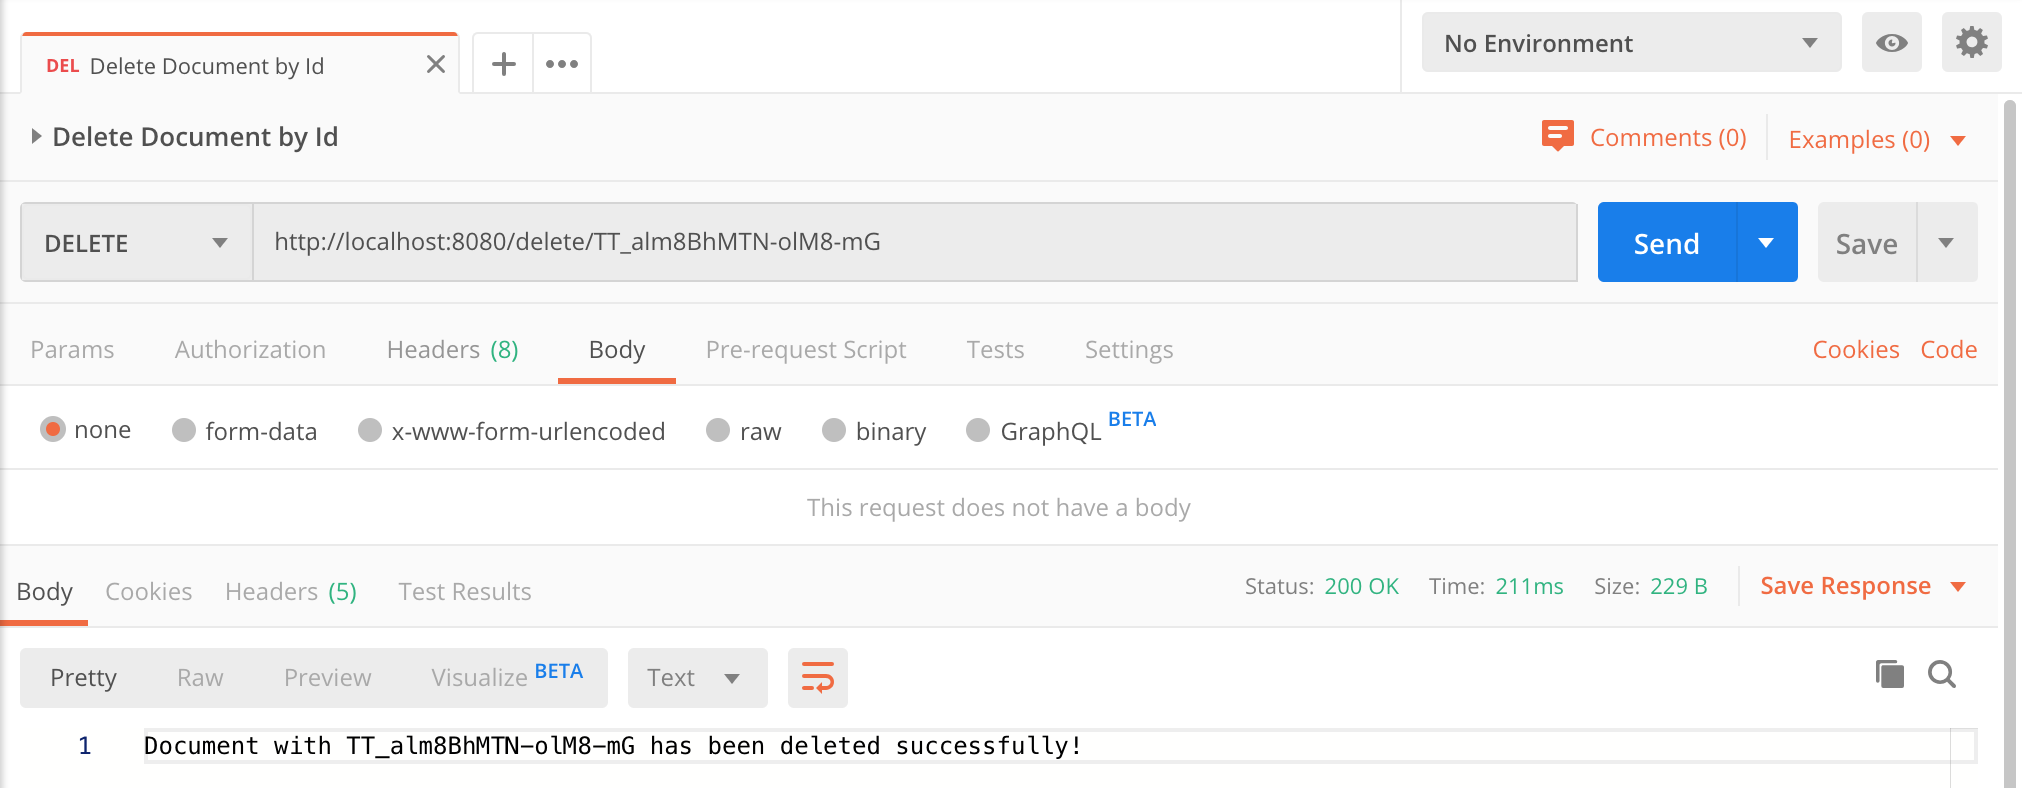 DEL Delete Document by Id
No Environment
Delete Document by Id
Comments (0) Examples (0)
DELETE http://localhost:8080/delete/TT_alm8BhMTN-olM8-mG Send Save
Params Authorization Headers (8) Body Pre-request Script Tests Settings Cookies Code
none form-data x-www-form-urlencoded raw binary GraphQL BETA
This request does not have a body
Body Cookies Headers (5) Test Results Status: 200 OK Time: 211ms Size: 229 B Save Response
Pretty Raw Preview Visualize BETA Text
1 Document with TT_alm8BhMTN-olM8-mG has been deleted successfully!